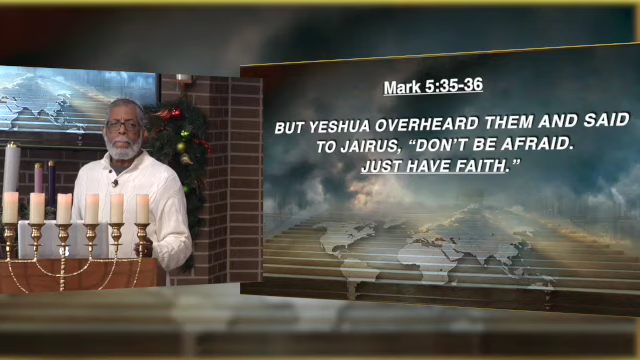 Mark 5:35-36
BUT YESHUA OVERHEARD THEM AND SAID
TO JAIRUS, “DON’T BE AFRAID.
JUST HAVE FAITH.”